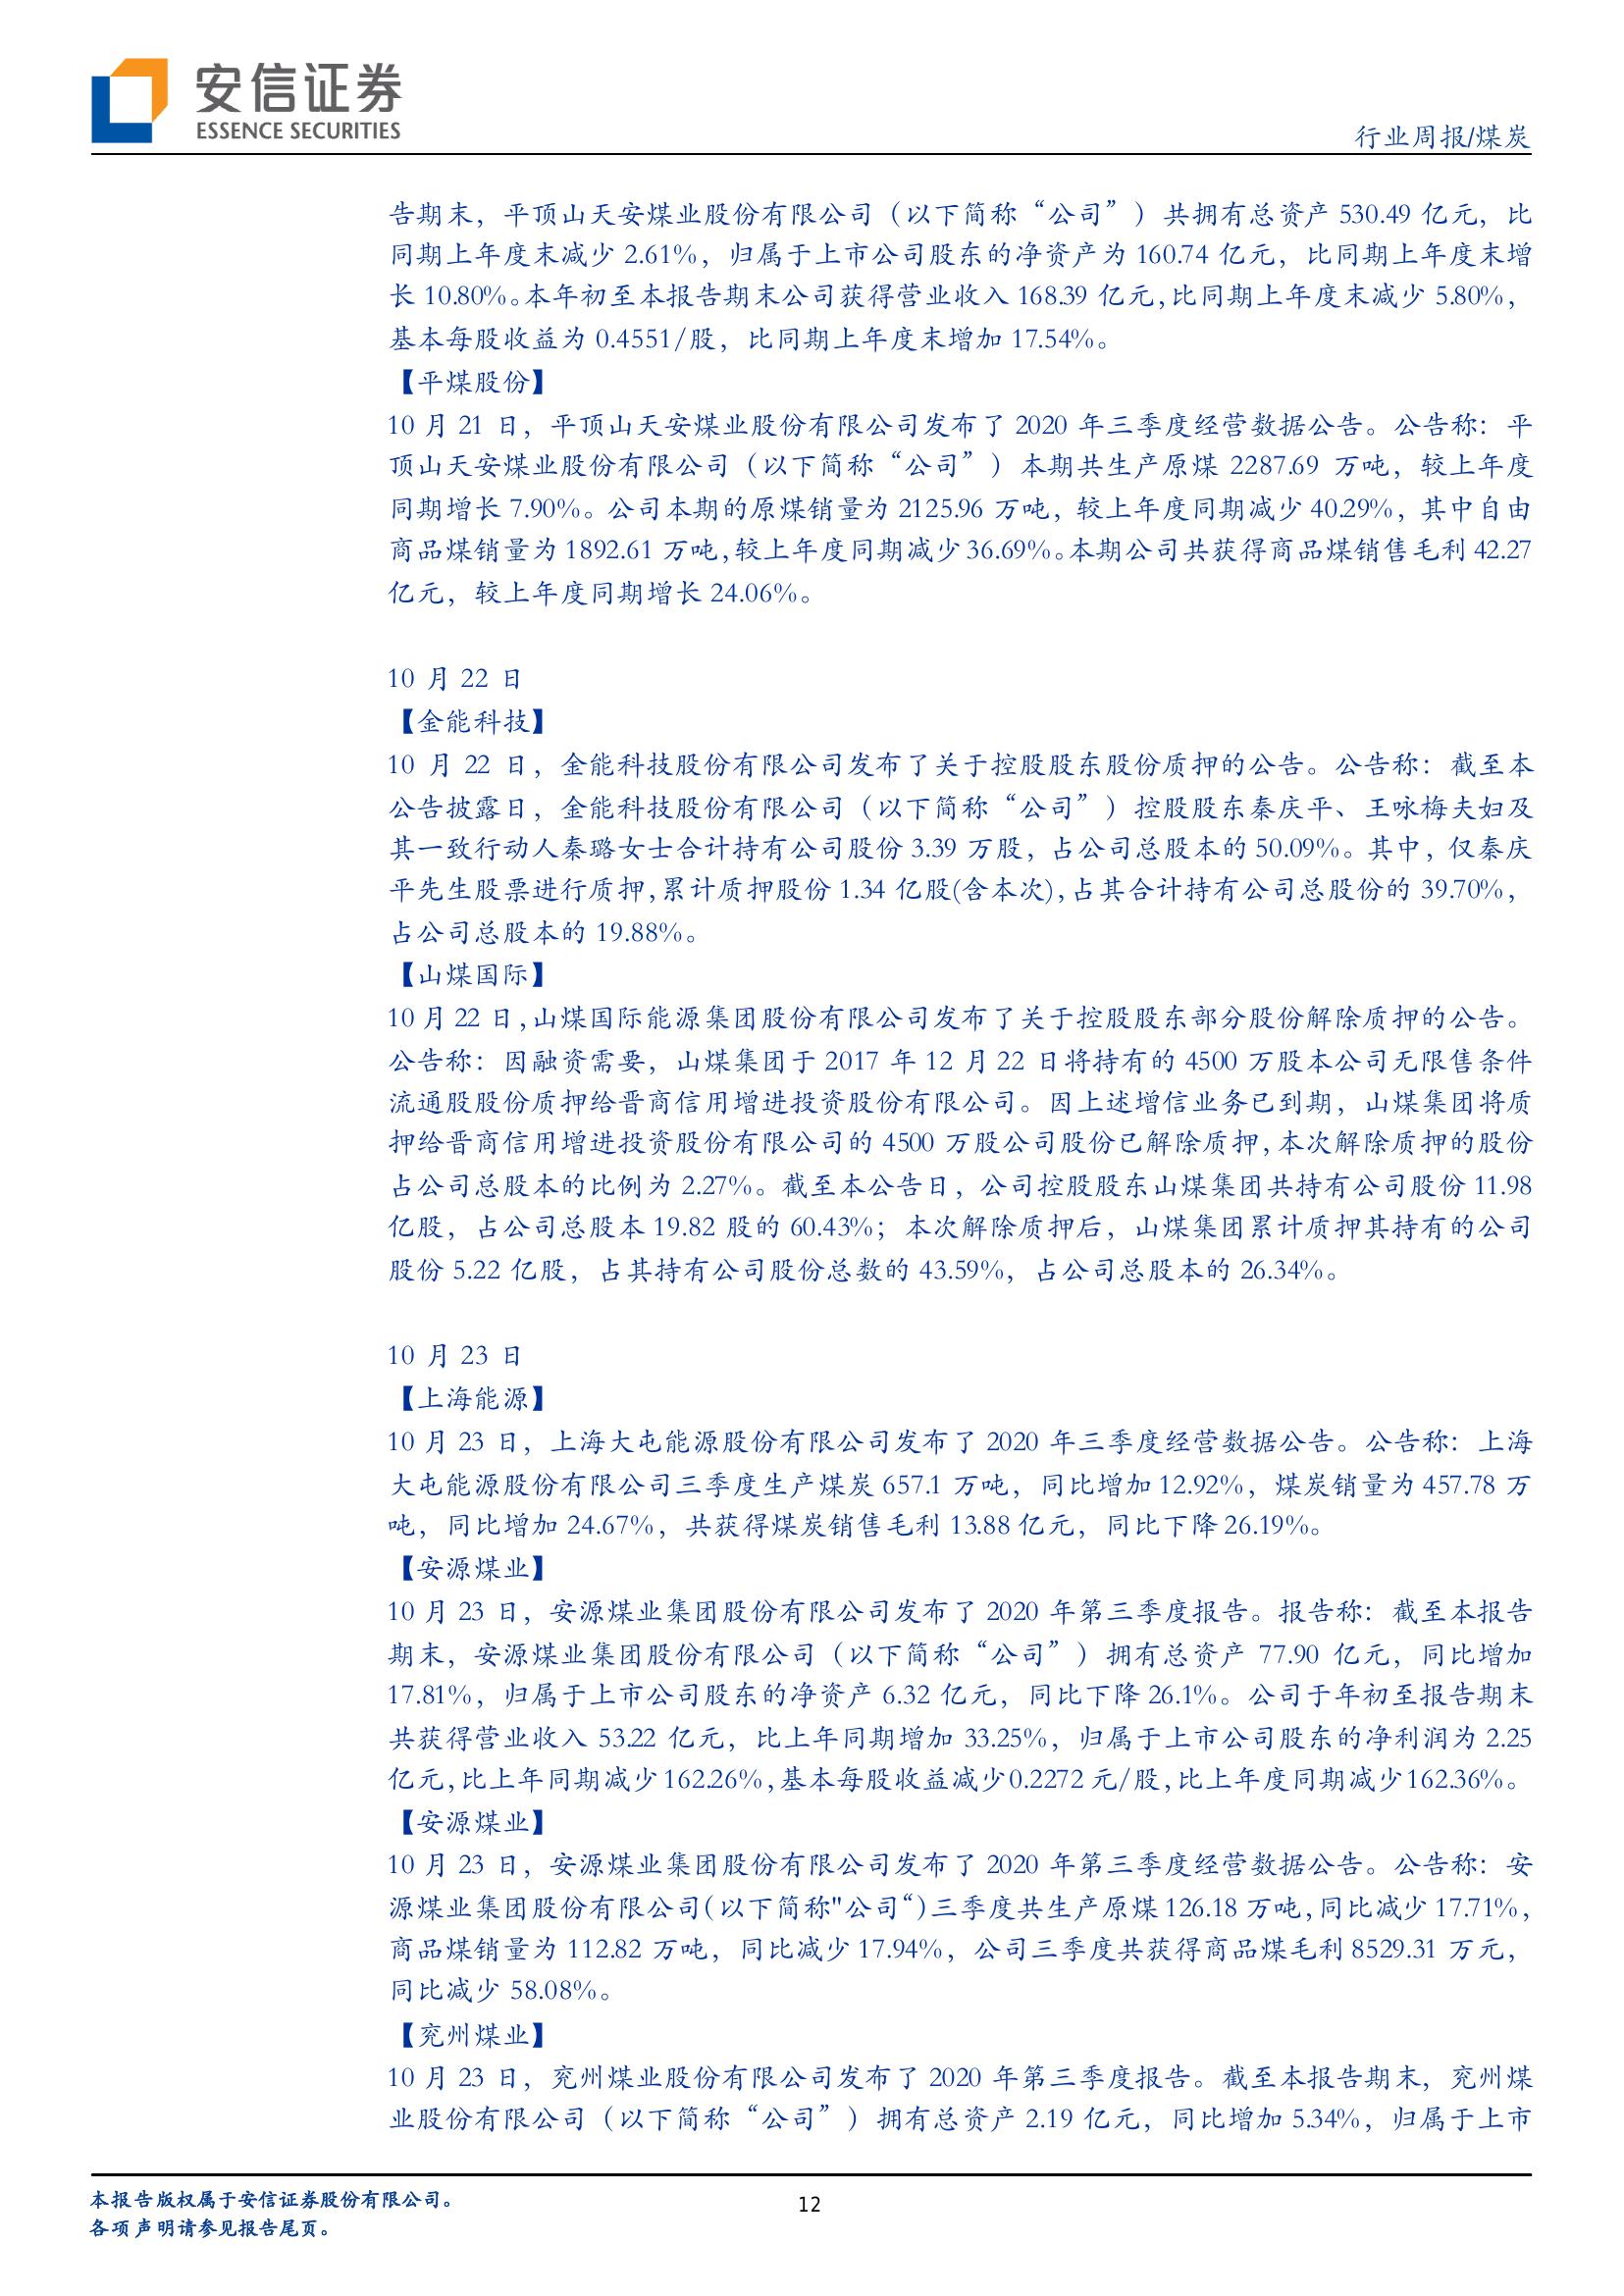 安信证券
ESSENCE SECURITIES
行业周报/煤炭
告期末，平顶山天安煤业股份有限公司（以下简称“公司”）共拥有总资产 530.49 亿元，比
同期上年度末减少 2.61%，归属于上市公司股东的净资产为 160.74 亿元，比同期上年度末增
长 10.80%。本年初至本报告期末公司获得营业收入 168.39 亿元,比同期上年度末减少 5.80%，
基本每股收益为 0.4551/股，比同期上年度末增加 17.54%。
【平煤股份】
10 月 21 日，平顶山天安煤业股份有限公司发布了 2020 年三季度经营数据公告。公告称：平
顶山天安煤业股份有限公司（以下简称“公司”）本期共生产原煤 2287.69 万吨，较上年度
同期增长 7.90%。公司本期的原煤销量为 2125.96 万吨，较上年度同期减少 40.29%，其中自由
商品煤销量为 1892.61 万吨,较上年度同期减少 36.69%。本期公司共获得商品煤销售毛利 42.27
亿元，较上年度同期增长 24.06%。
10 月 22 日
【金能科技】
10 月 22 日，金能科技股份有限公司发布了关于控股股东股份质押的公告。公告称：截至本
公告披露日，金能科技股份有限公司（以下简称“公司”）控股股东秦庆平、王咏梅夫妇及
其一致行动人秦璐女士合计持有公司股份 3.39 万股，占公司总股本的 50.09%。其中，仅秦庆
平先生股票进行质押,累计质押股份 1.34 亿股(含本次),占其合计持有公司总股份的 39.70%，
占公司总股本的 19.88%。
【山煤国际】
10 月 22 日,山煤国际能源集团股份有限公司发布了关于控股股东部分股份解除质押的公告。
公告称：因融资需要，山煤集团于 2017 年 12 月 22 日将持有的 4500 万股本公司无限售条件
流通股股份质押给晋商信用增进投资股份有限公司。因上述增信业务已到期，山煤集团将质
押给晋商信用增进投资股份有限公司的 4500 万股公司股份已解除质押,本次解除质押的股份
占公司总股本的比例为 2.27%。截至本公告日，公司控股股东山煤集团共持有公司股份 11.98
亿股，占公司总股本 19.82 股的 60.43%；本次解除质押后，山煤集团累计质押其持有的公司
股份 5.22 亿股，占其持有公司股份总数的 43.59%，占公司总股本的 26.34%。
10 月 23 日
【上海能源】
10 月 23 日，上海大屯能源股份有限公司发布了 2020 年三季度经营数据公告。公告称：上海
大屯能源股份有限公司三季度生产煤炭 657.1 万吨，同比增加 12.92%，煤炭销量为 457.78 万
吨，同比增加 24.67%，共获得煤炭销售毛利 13.88 亿元，同比下降 26.19%。
【安源煤业】
10 月 23 日，安源煤业集团股份有限公司发布了 2020 年第三季度报告。报告称：截至本报告
期末，安源煤业集团股份有限公司（以下简称“公司”）拥有总资产 77.90 亿元，同比增加
17.81%，归属于上市公司股东的净资产 6.32 亿元，同比下降 26.1%。公司于年初至报告期末
共获得营业收入 53.22 亿元，比上年同期增加 33.25%，归属于上市公司股东的净利润为 2.25
亿元,比上年同期减少 162.26%,基本每股收益减少 0.2272 元/股,比上年度同期减少 162.36%。
【安源煤业】
10 月 23 日，安源煤业集团股份有限公司发布了 2020 年第三季度经营数据公告。公告称：安
源煤业集团股份有限公司(以下简称"公司“)三季度共生产原煤 126.18 万吨,同比减少 17.71%,
商品煤销量为 112.82 万吨，同比减少 17.94%，公司三季度共获得商品煤毛利 8529.31 万元，
同比减少 58.08%。
【兖州煤业】
10 月 23 日，兖州煤业股份有限公司发布了 2020 年第三季度报告。截至本报告期末，兖州煤
业股份有限公司（以下简称“公司”）拥有总资产 2.19 亿元，同比增加 5.34%，归属于上市
本报告版权属于安信证券股份有限公司。
各项声明请参见报告尾页。
12